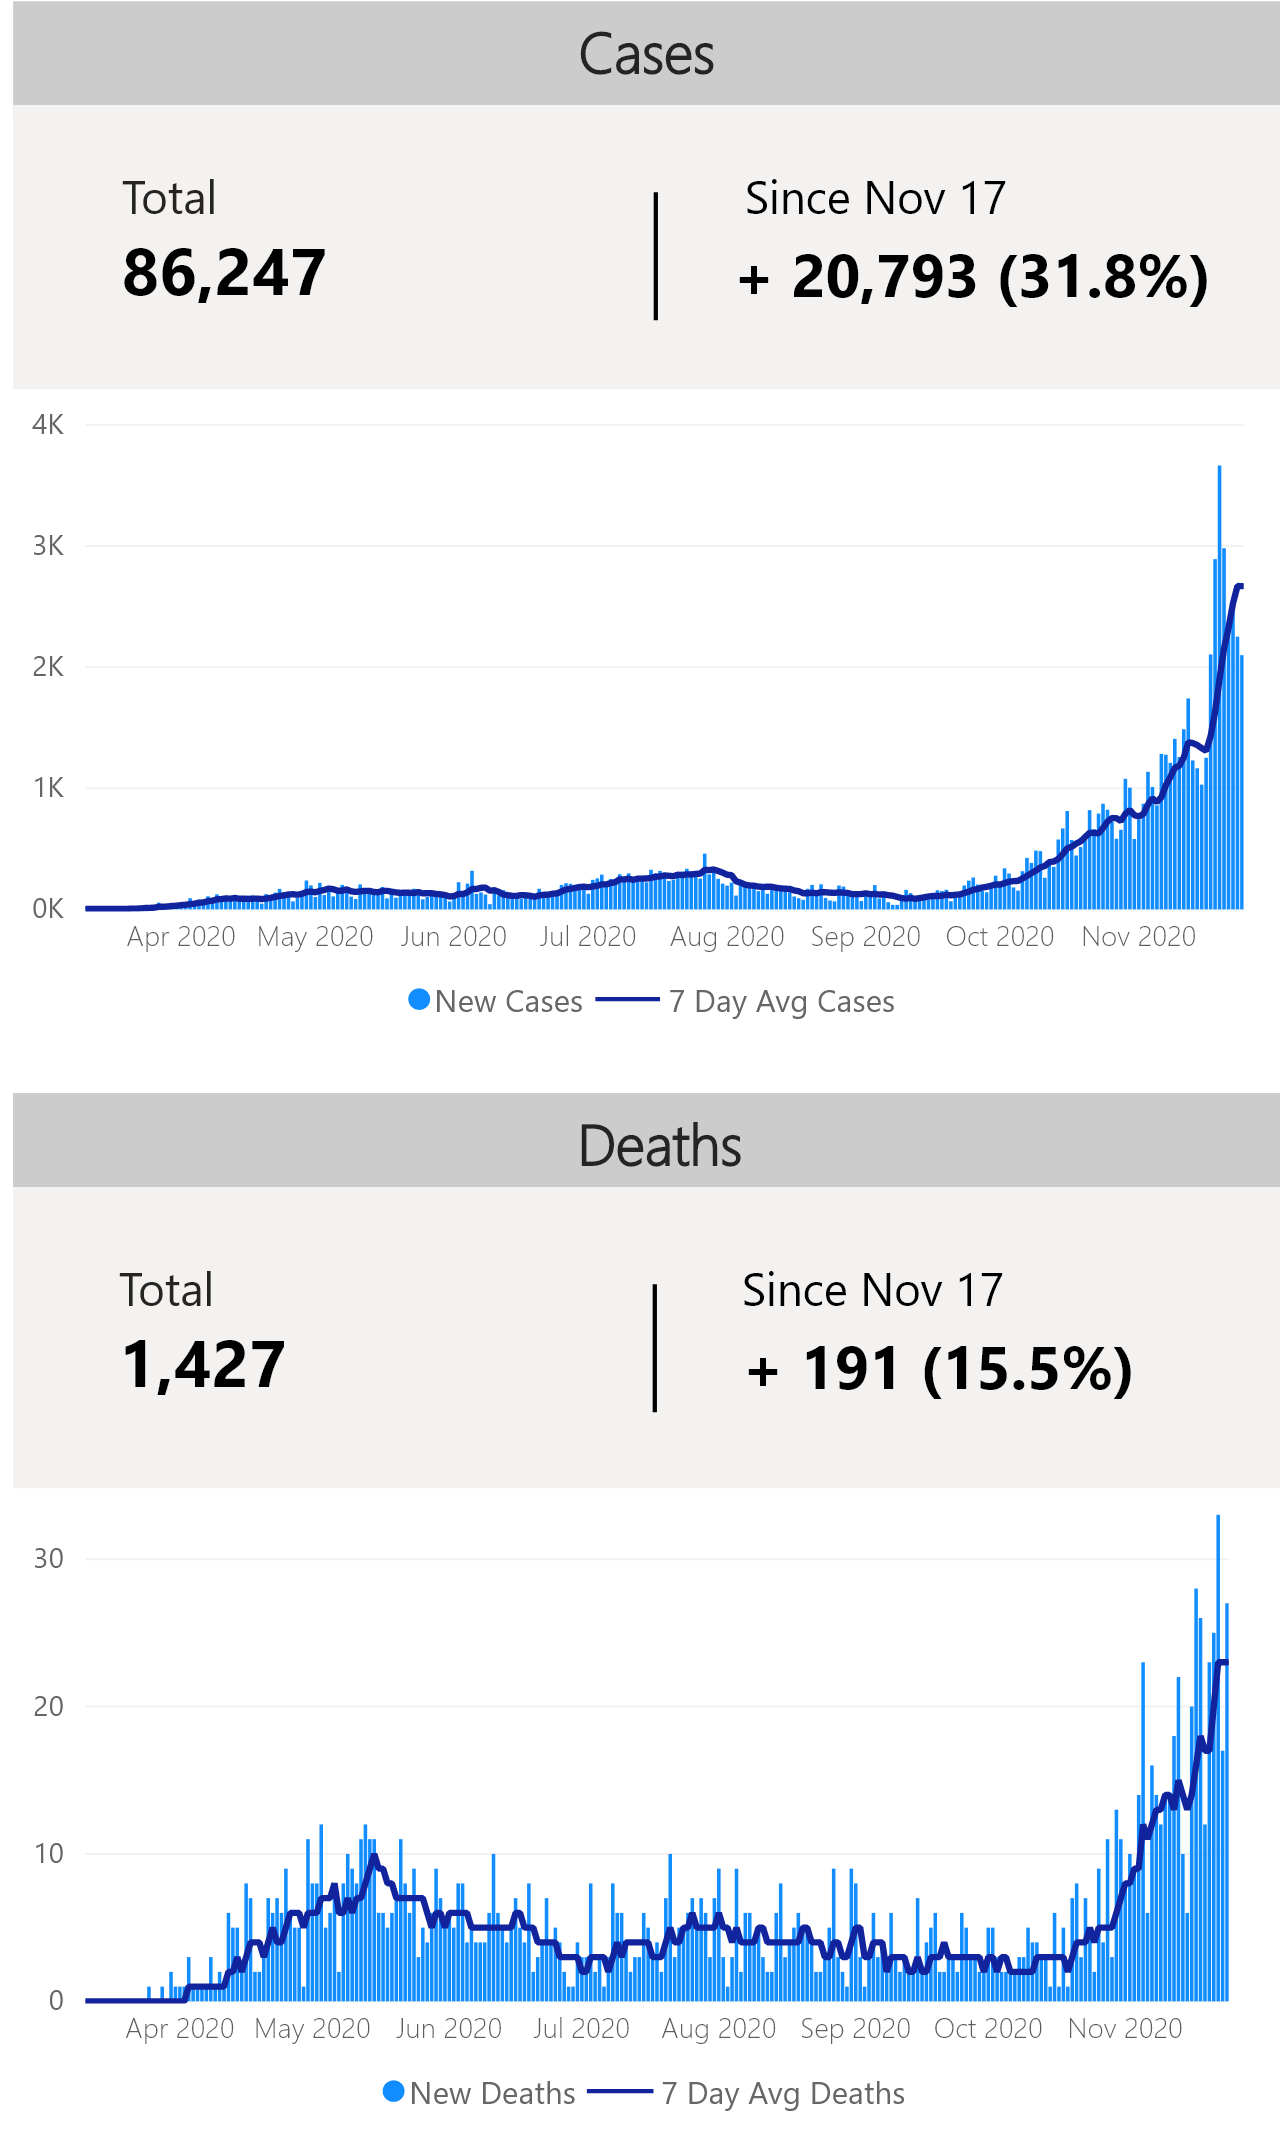 Cases
Total
Since Nov 17
86,247
+ 20,793 (31.8%)
4K
3K
2K
1K
0K
Apr 2020 May 2020 Jun 2020 Jul 2020 Aug 2020 Sep 2020 Oct 2020 Nov 2020
New Cases 7 Day Avg Cases
Deaths
Total
Since Nov 17
1,427
+ 191 (15.5%)
30
20
10
0
Apr 2020 May 2020 Jun 2020 Jul 2020 Aug 2020 Sep 2020 Oct 2020 Nov 2020
New Deaths 7 Day Avg Deaths